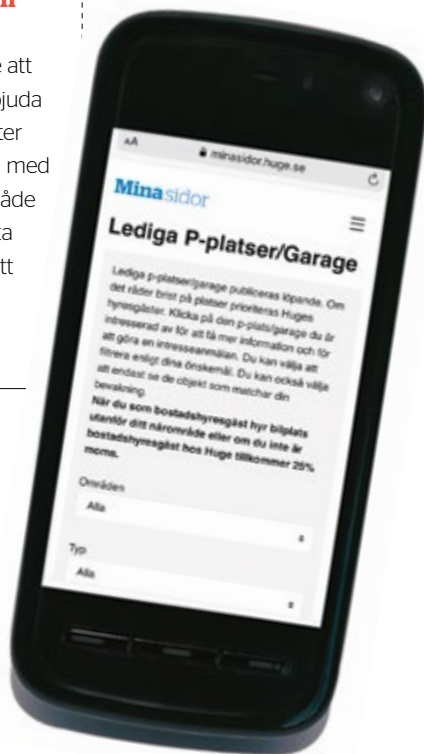 n
e att
juda
ter
med
åde
ta
tt
AA minasidor.huge.se
Minasidor
Lediga P-platser/Garage
Lediga p-platser/garage publiceras löpande. Om
det råder brist på platser prioriteras Huges
hyresgäster. Klicka på den p-plats/garage du är
intresserad av för att få mer information och för
att göra en intresseanmälan. Du kan välja att
filtrera enligt dina önskemål. Du kan också välja
att endast se de objekt som matchar din
bevakning.
När du som bostadshyresgäst hyr bilplats
utanför ditt närområde eller om du inte är
bostadshyresgäst hos Huge tillkommer 25%
moms.
Områden
Alla
Typ
Alla